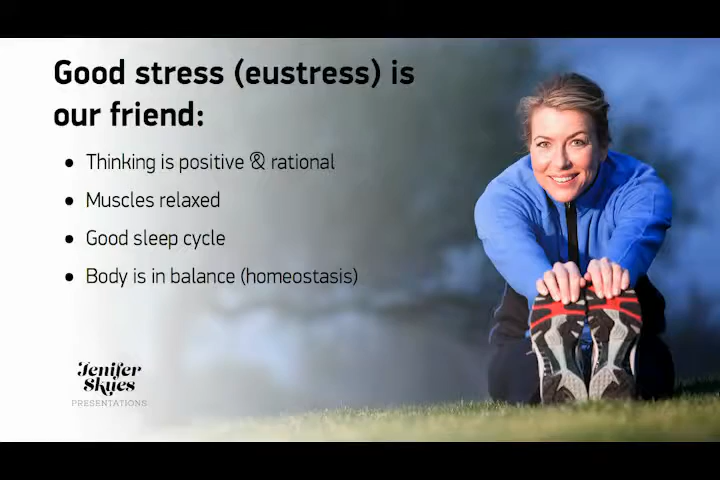 Good stress (eustress) is
our friend:
● Thinking is positive & rational
● Muscles relaxed
● Good sleep cycle
● Body is in balance (homeostasis)
Jenifer
Skyes
PRESENTATIONS